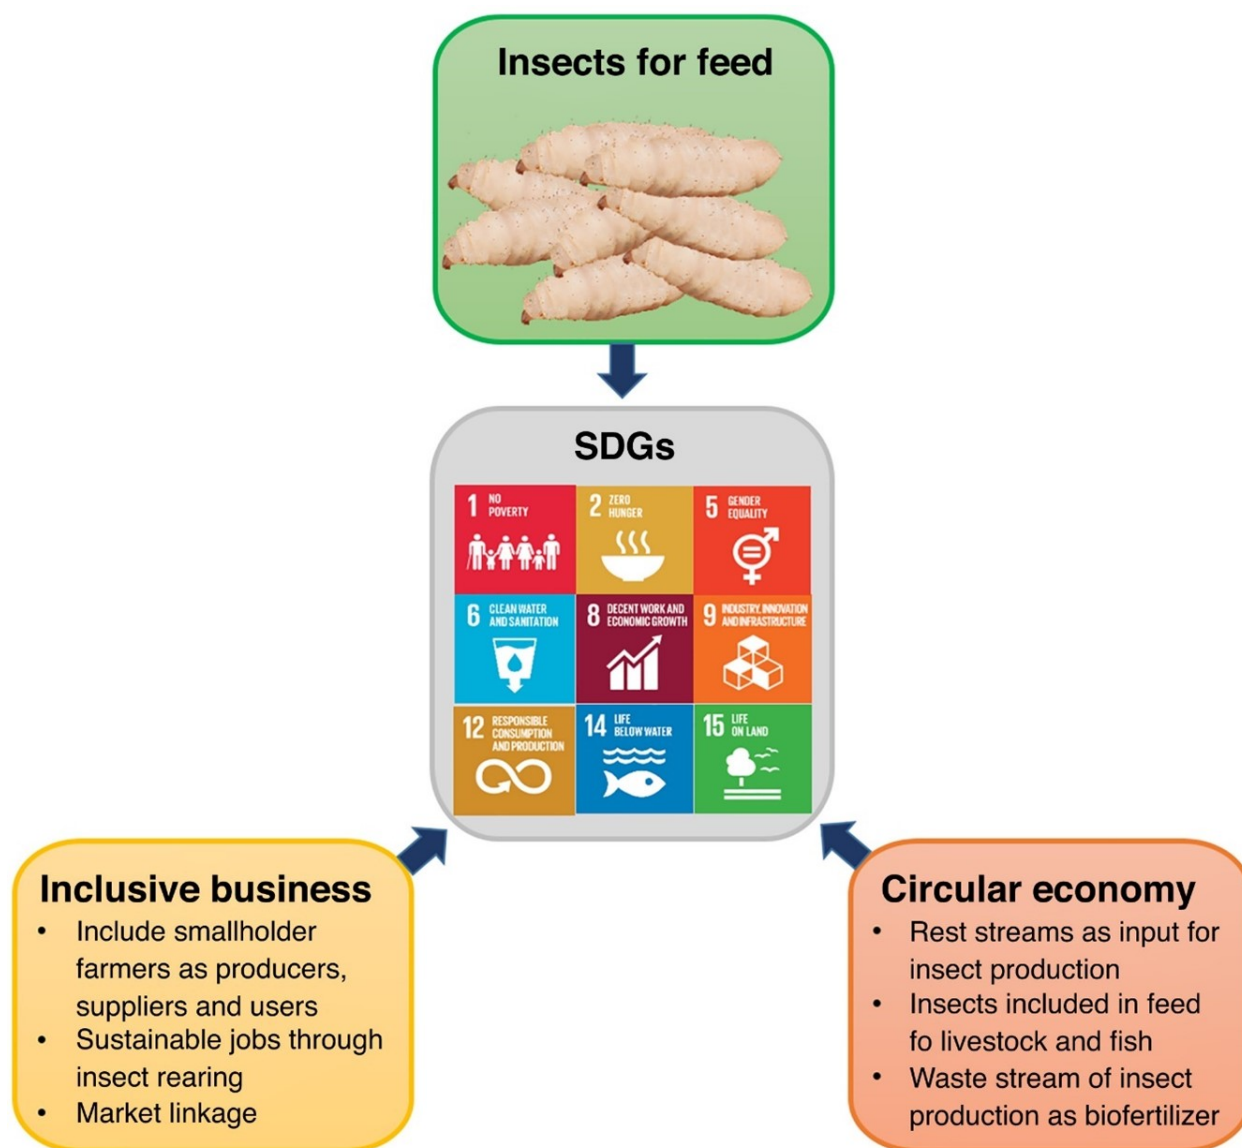 Insects for feed
SDGs
1 NO
POVERTY
2 ZERO
HUNGER
5 GENDER
EQUALITY
6 CLEAN WATER
AND SANITATION
8 DECENT WORK AND
ECONOMIC GROWTH
9 INDUSTRY, INNOVATION
AND INFRASTRUCTURE
12 RESPONSIBLE
CONSUMPTION
AND PRODUCTION
14 LIFE
BELOW WATER
15 LIFE
ON LAND
Inclusive business
• Include smallholder
farmers as producers,
suppliers and users
• Sustainable jobs through
insect rearing
• Market linkage
Circular economy
• Rest streams as input for
insect production
• Insects included in feed
fo livestock and fish
• Waste stream of insect
production as biofertilizer